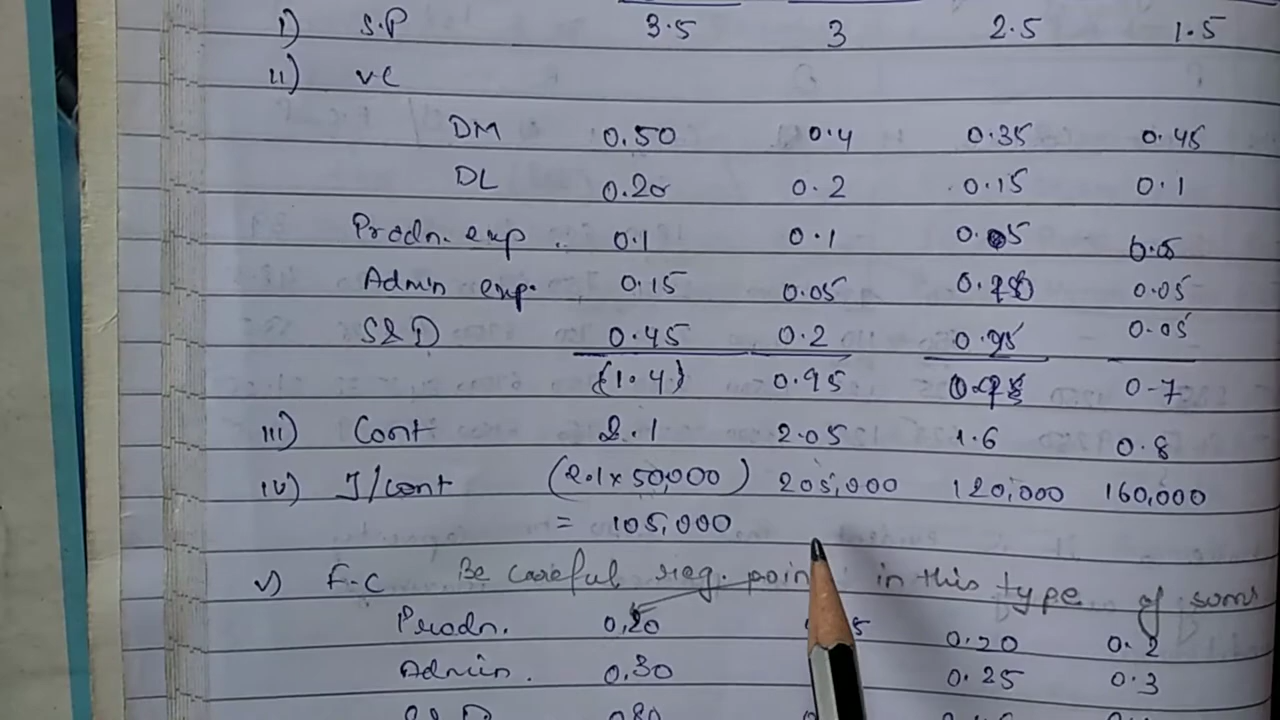 i) S.P 3.5 3 2.5 1.5
ii) VC
DM 0.50 0.4 0.35 0.45
DL 0.20 0.2 0.15 0.1
Prodn. exp. 0.1 0.1 0.05
Admin exp. 0.15 0.05 0.05
S&D 0.45 0.2 0.05
(1.4) 0.95 0.7
iii) Cont 2.1 2.05 1.6 0.8
iv) T/cont (2.1x50,000) 205,000 120,000 160,000
= 105,000
v) F.C Be careful reg. point in this type of sums
Prodn. 0.20 5 0.20 0.2
Admin. 0.30 0.25 0.3
S&D 0.80